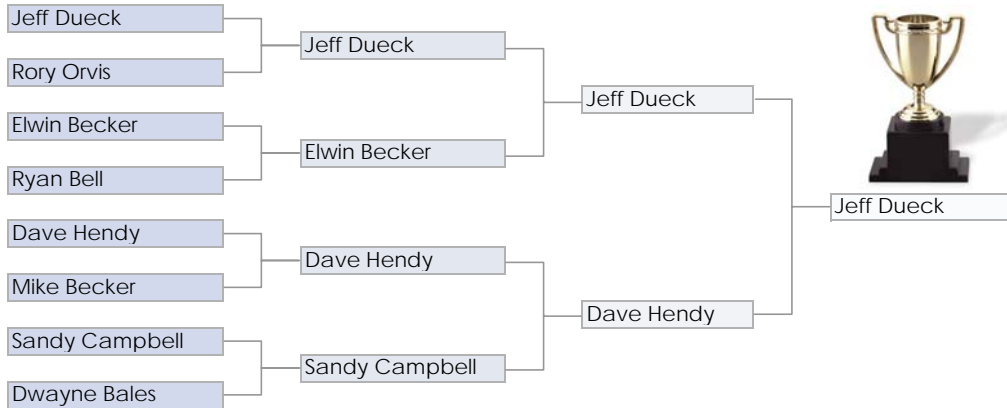 Jeff Dueck
Rory Orvis
Elwin Becker
Ryan Bell
Dave Hendy
Mike Becker
Sandy Campbell
Dwayne Bales
Jeff Dueck
Elwin Becker
Dave Hendy
Sandy Campbell
Jeff Dueck
Dave Hendy
Jeff Dueck